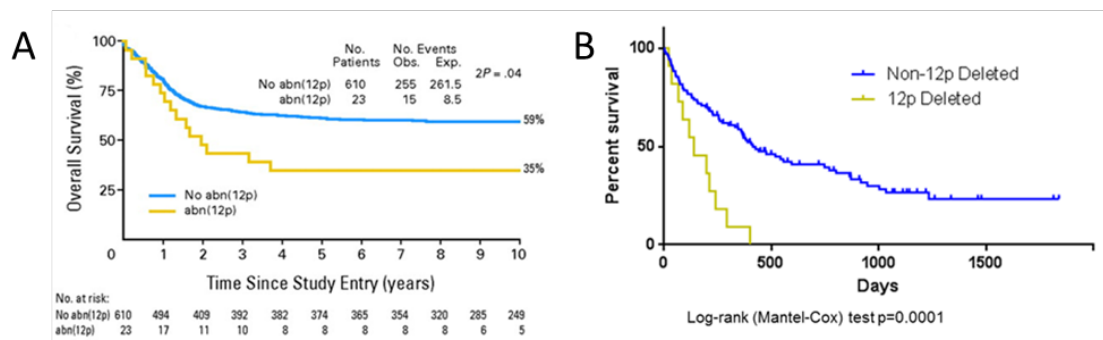 A
Overall Survival (%)
100
75
50
25
No. No. Events
Patients Obs. Exp.
No abn(12p) 610 255 261.5
abn(12p) 23 15 8.5
2P = .04
59%
35%
No abn(12p)
abn(12p)
0 1 2 3 4 5 6 7 8 9 10
Time Since Study Entry (years)
No. at risk:
No abn(12p) 610 494 409 392 382 374 365 354 320 285 249
abn(12p) 23 17 11 10 8 8 8 8 8 6 5
B
Percent survival
100
50
0
Non-12p Deleted
12p Deleted
0 500 1000 1500
Days
Log-rank (Mantel-Cox) test p=0.0001